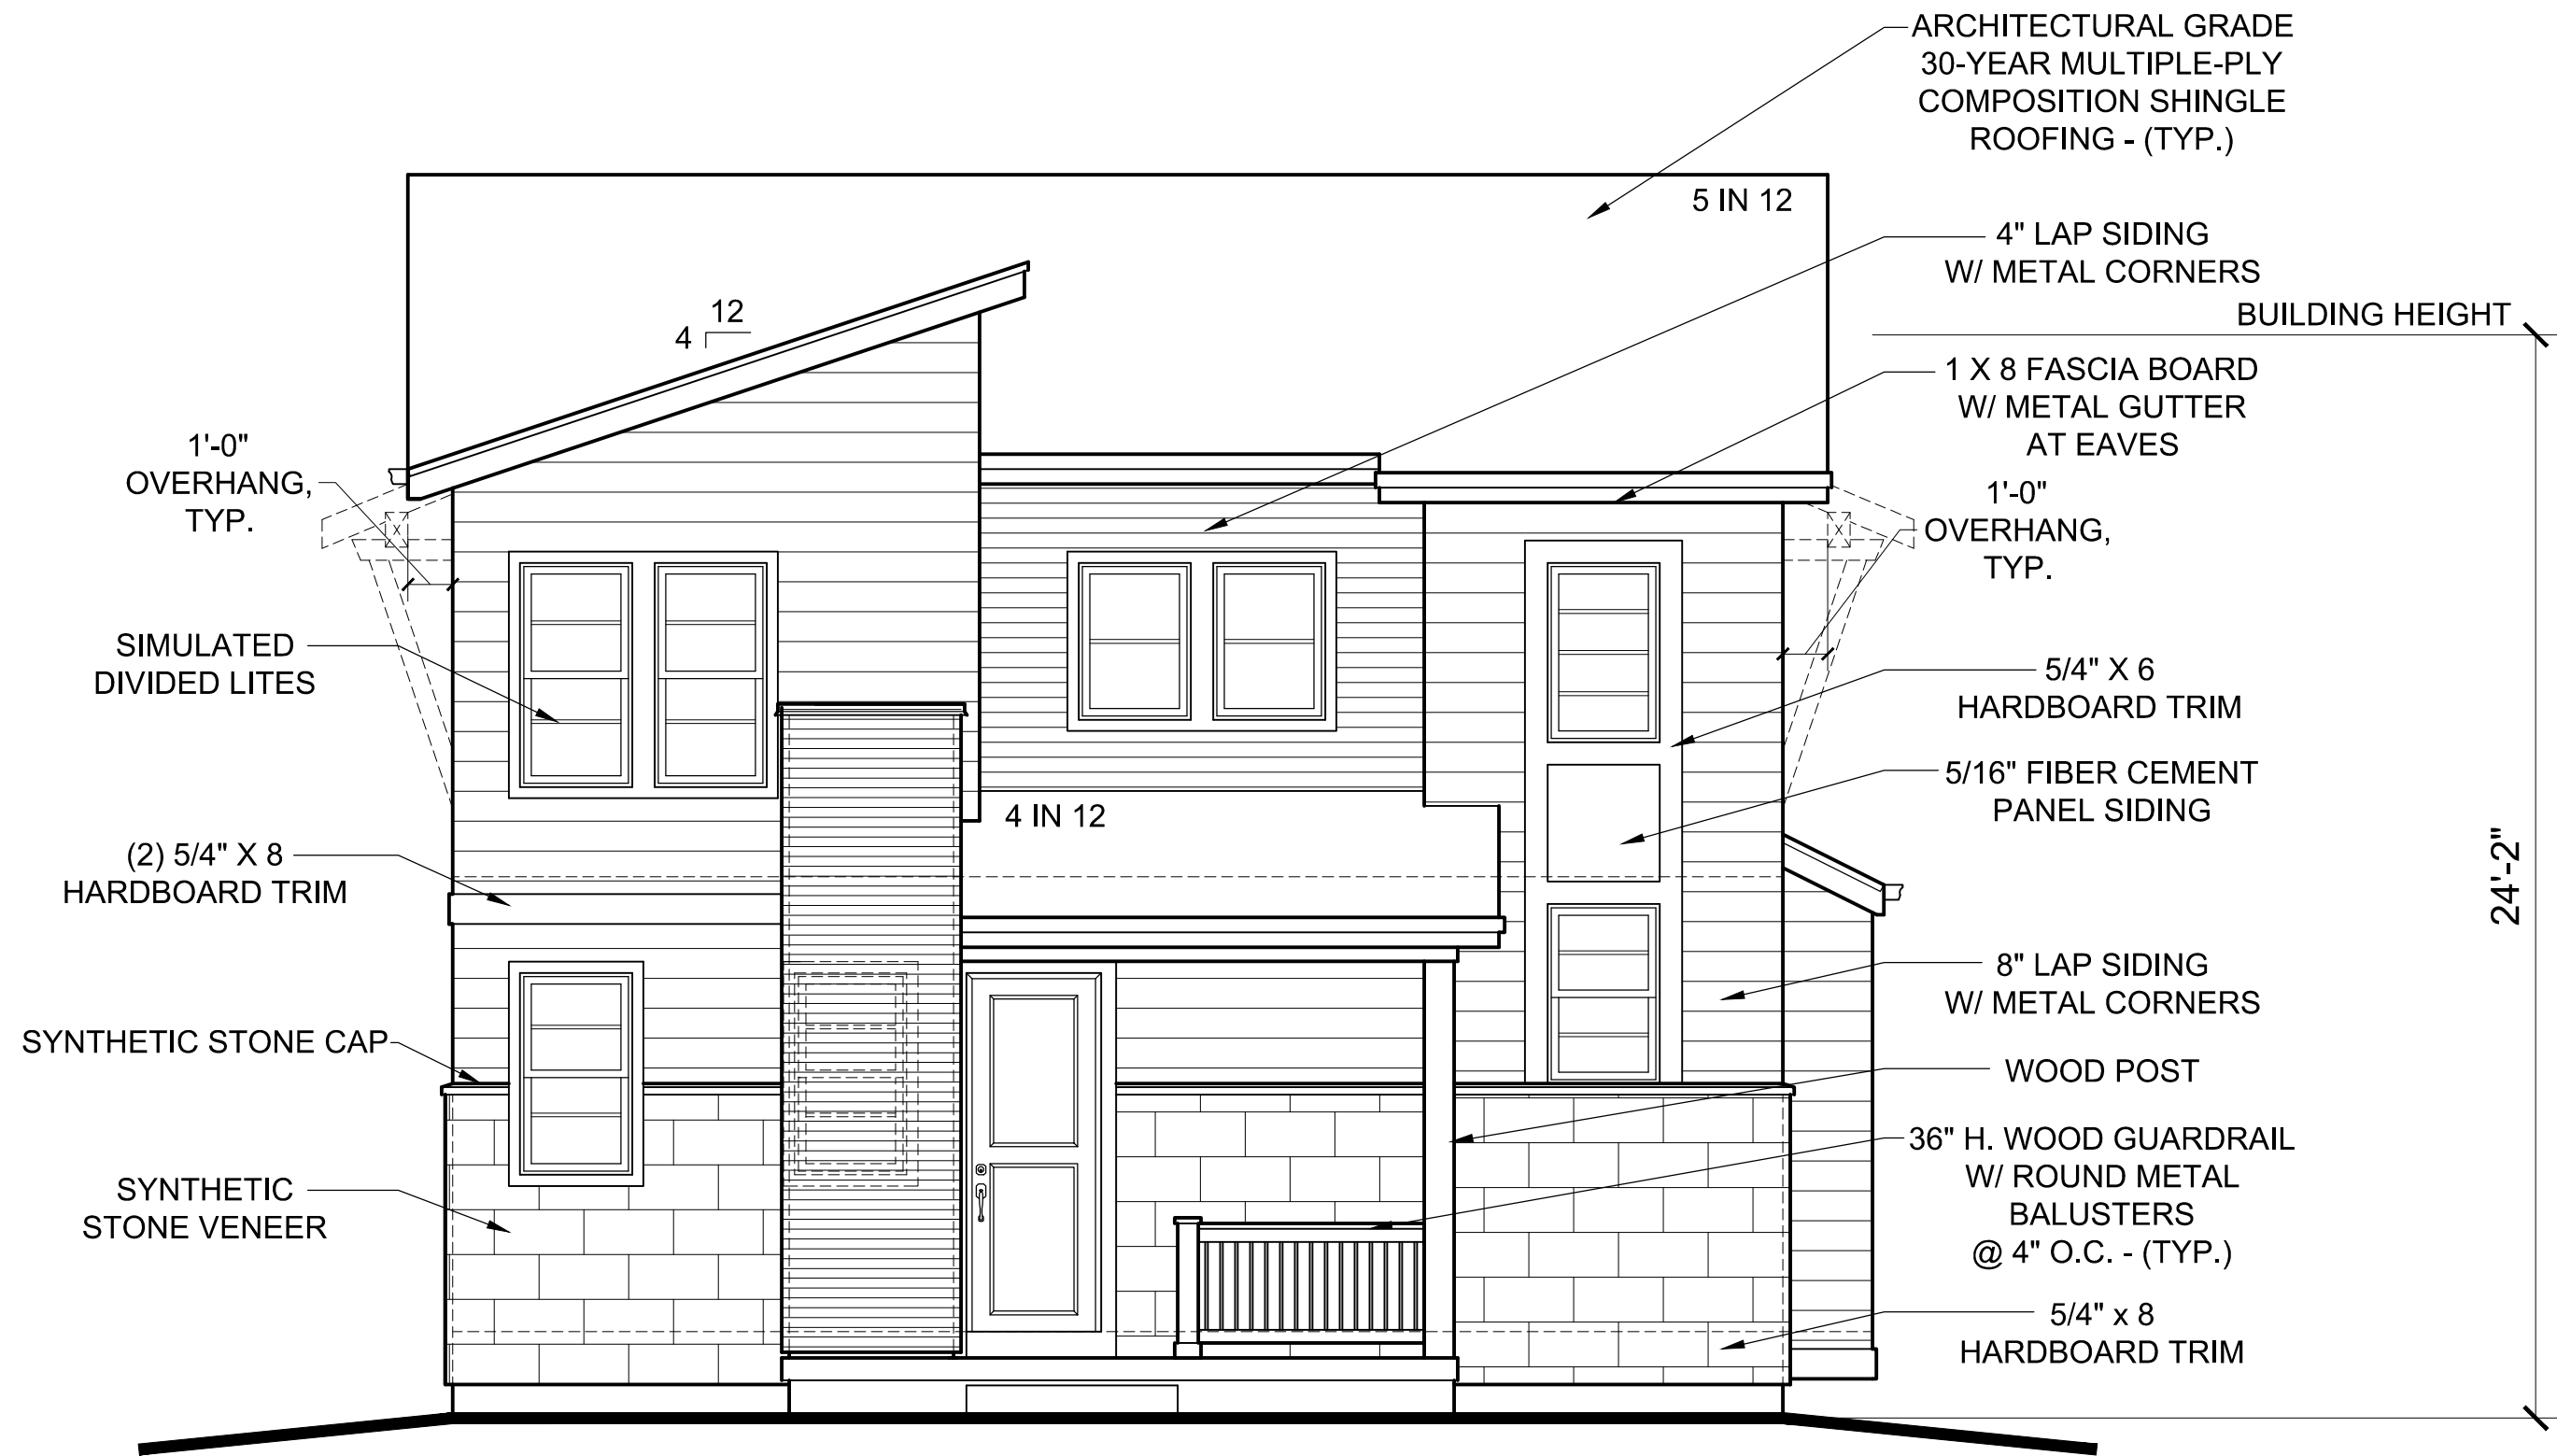 ARCHITECTURAL GRADE
30-YEAR MULTIPLE-PLY
COMPOSITION SHINGLE
ROOFING - (TYP.)
5 IN 12
4" LAP SIDING
W/ METAL CORNERS
BUILDING HEIGHT
12
4
1 X 8 FASCIA BOARD
W/ METAL GUTTER
AT EAVES
1'-0"
OVERHANG,
TYP.
1'-0"
OVERHANG,
TYP.
SIMULATED
DIVIDED LITES
5/4" X 6
HARDBOARD TRIM
5/16" FIBER CEMENT
PANEL SIDING
4 IN 12
(2) 5/4" X 8
HARDBOARD TRIM
24'-2"
8" LAP SIDING
W/ METAL CORNERS
SYNTHETIC STONE CAP
WOOD POST
36" H. WOOD GUARDRAIL
W/ ROUND METAL
BALUSTERS
@ 4" O.C. - (TYP.)
SYNTHETIC
STONE VENEER
5/4" x 8
HARDBOARD TRIM